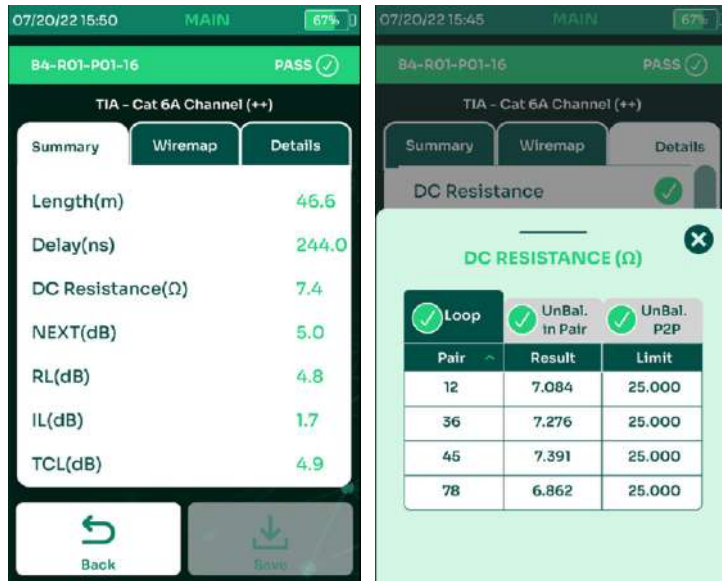 07/20/22 15:50 MAIN 67%
B4-R01-P01-16 PASS
TIA - Cat 6A Channel (++)
Summary Wiremap Details
Length(m) 46.6
Delay(ns) 244.0
DC Resistance(Ω) 7.4
NEXT(dB) 5.0
RL(dB) 4.8
IL(dB) 1.7
TCL(dB) 4.9
Back Save
07/20/22 15:45 MAIN 67%
B4-R01-P01-16 PASS
TIA - Cat 6A Channel (++)
Summary Wiremap Details
DC Resistance
DC RESISTANCE (Ω)
Loop UnBal. in Pair UnBal. P2P
Pair Result Limit
12 7.084 25.000
36 7.276 25.000
45 7.391 25.000
78 6.862 25.000